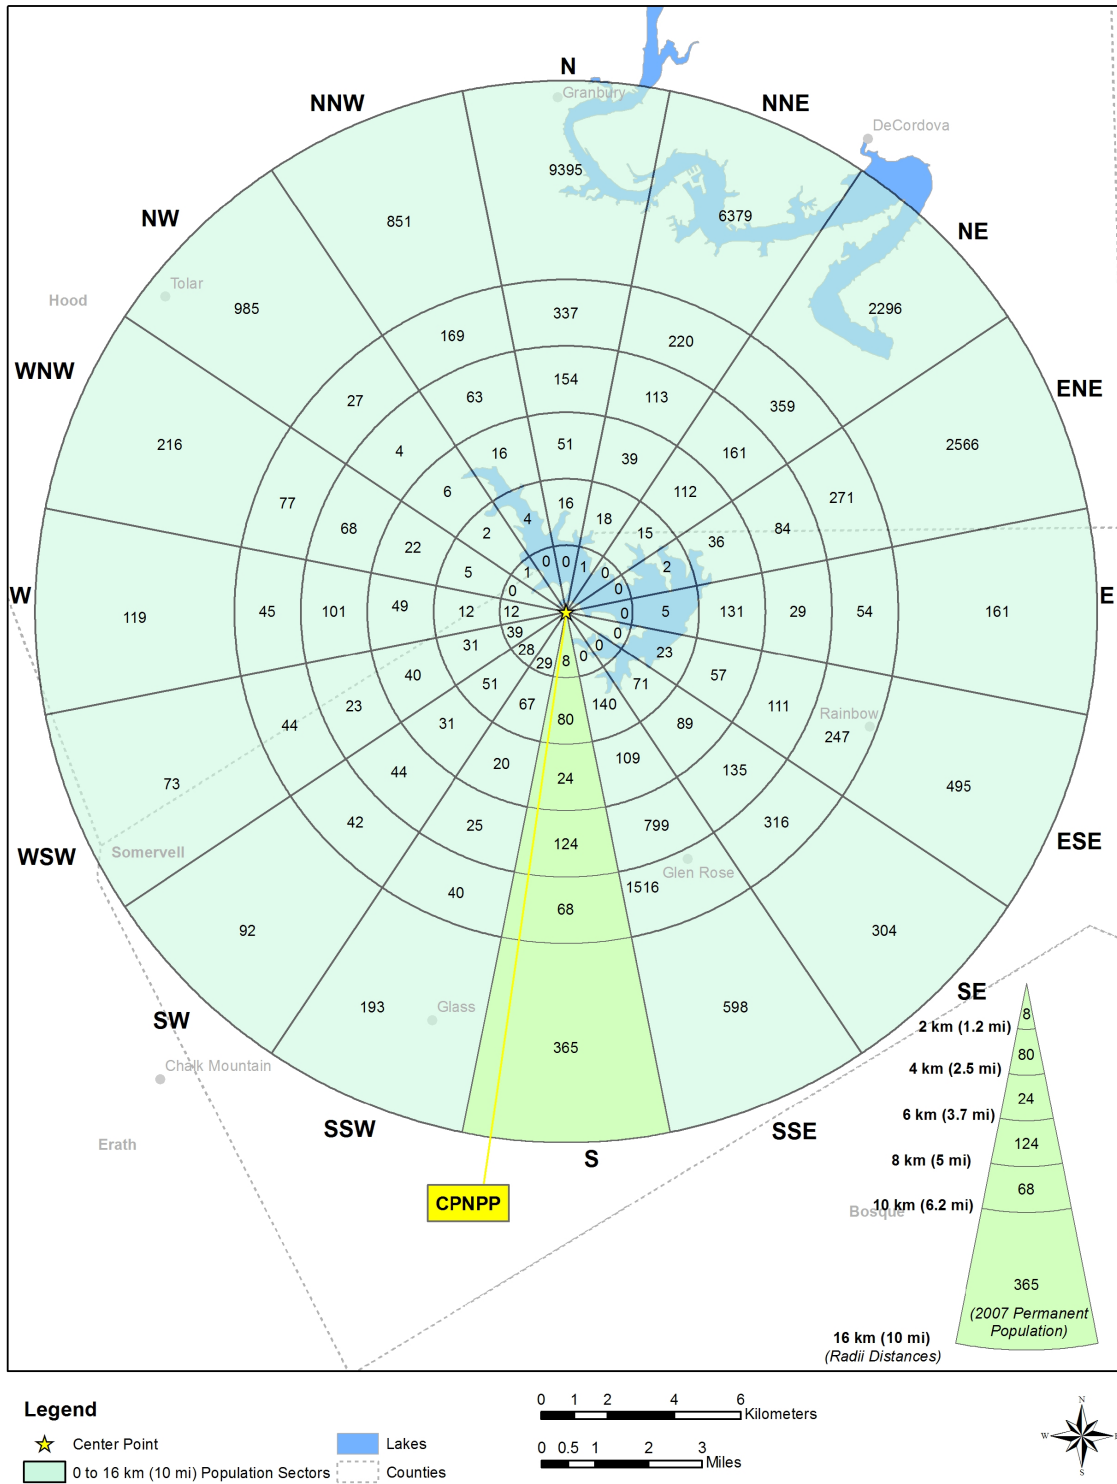 N
NNW
NNE
Granbury
DeCordova
9395
6379
851
NW
NE
Tolar
Hood
985
2296
337
169
220
WNW
ENE
154
63
113
27
359
216
51
2566
4
16
39
161
6
112
77
16
271
68
4
18
22
2
15
84
36
0
0
1
2
5
1
0
0
0
W
E
119
45
101
49
12
12
0
5
131
29
54
161
39
0
31
28
0
23
29
8
0
40
51
71
57
23
67
140
111
Rainbow
44
31
80
89
247
73
20
109
44
24
135
495
42
25
799
316
ESE
WSW
Somervell
124
Glen Rose
40
1516
68
92
304
SE
193
Glass
598
SW
365
8
2 km (1.2 mi)
80
4 km (2.5 mi)
Chalk Mountain
24
6 km (3.7 mi)
SSW
SSE
Erath
124
S
8 km (5 mi)
68
CPNPP
10 km (6.2 mi)
Bosque
365
(2007 Permanent
Population)
16 km (10 mi)
(Radii Distances)
Legend
Center Point
0 to 16 km (10 mi) Population Sectors
Lakes
Counties
0 1 2 4 6
Kilometers
0 0.5 1 2 3
Miles
N
W
E
S